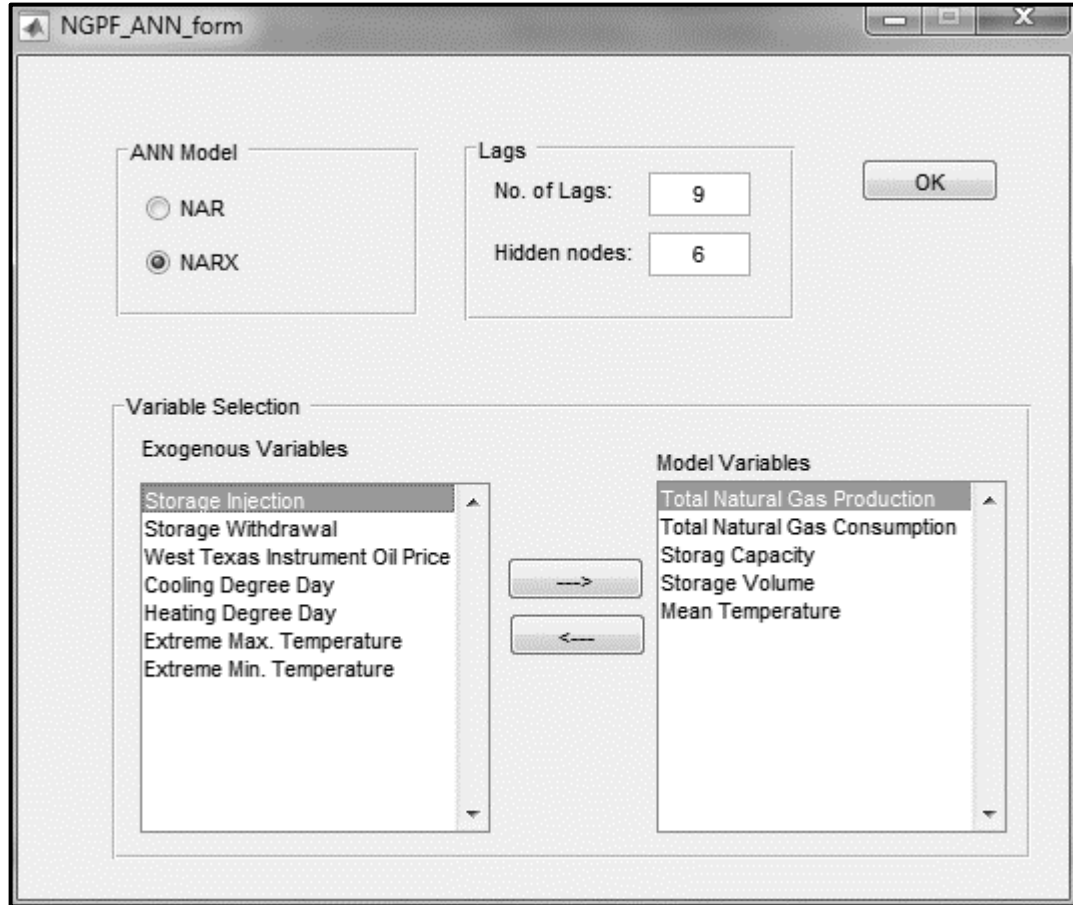 NGPF_ANN_form
ANN Model
NAR
NARX
Lags
No. of Lags: 9
Hidden nodes: 6
OK
Variable Selection
Exogenous Variables
Storage Injection
Storage Withdrawal
West Texas Instrument Oil Price
Cooling Degree Day
Heating Degree Day
Extreme Max. Temperature
Extreme Min. Temperature
--->
<---
Model Variables
Total Natural Gas Production
Total Natural Gas Consumption
Storag Capacity
Storage Volume
Mean Temperature